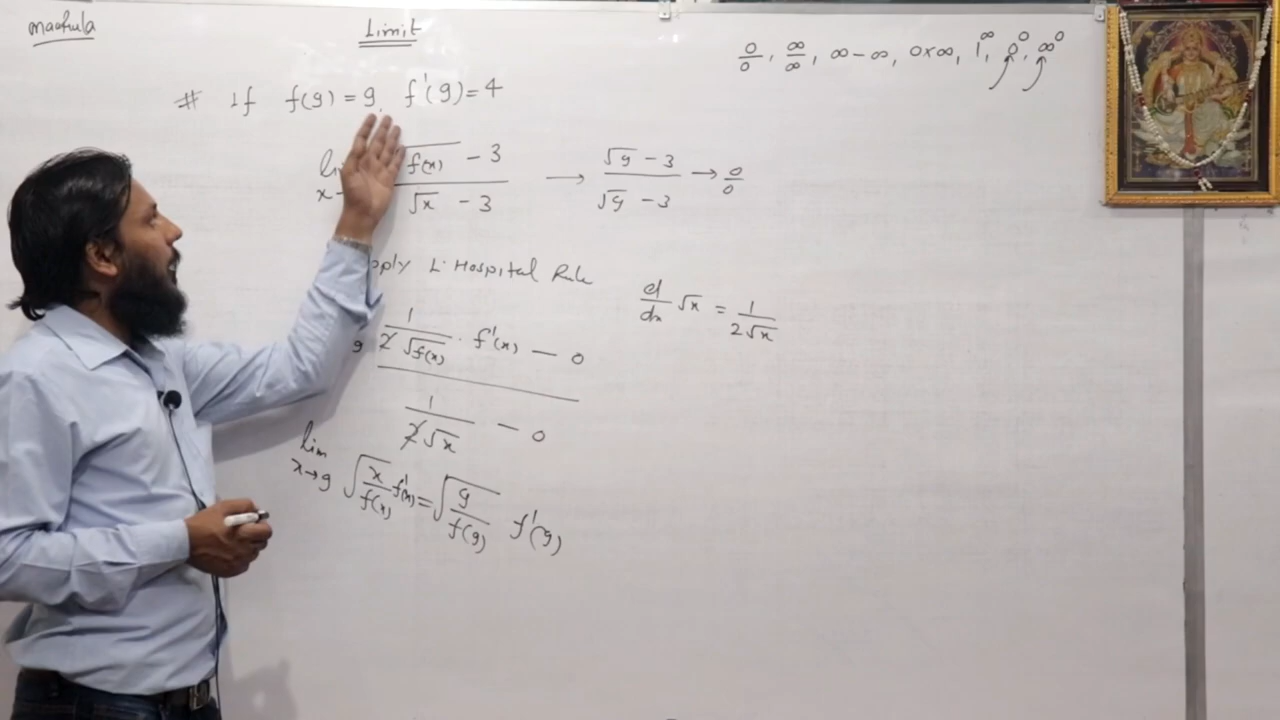 Limit
0/0, ∞/∞, ∞-∞, 0×∞, 1^∞, 0^0, ∞^0
# If f(9) = 9, f'(9) = 4
x→ f(x) - 3 / √x - 3 → √9 - 3 / √9 - 3 → 0/0
pply L. Hospital Rule
d/dx √x = 1 / 2√x
9 1 / 2√f(x) · f'(x) - 0
1 / 2√x - 0
lim x→9 √(x / f(x)) f'(x) = √(9 / f(9)) f'(9)